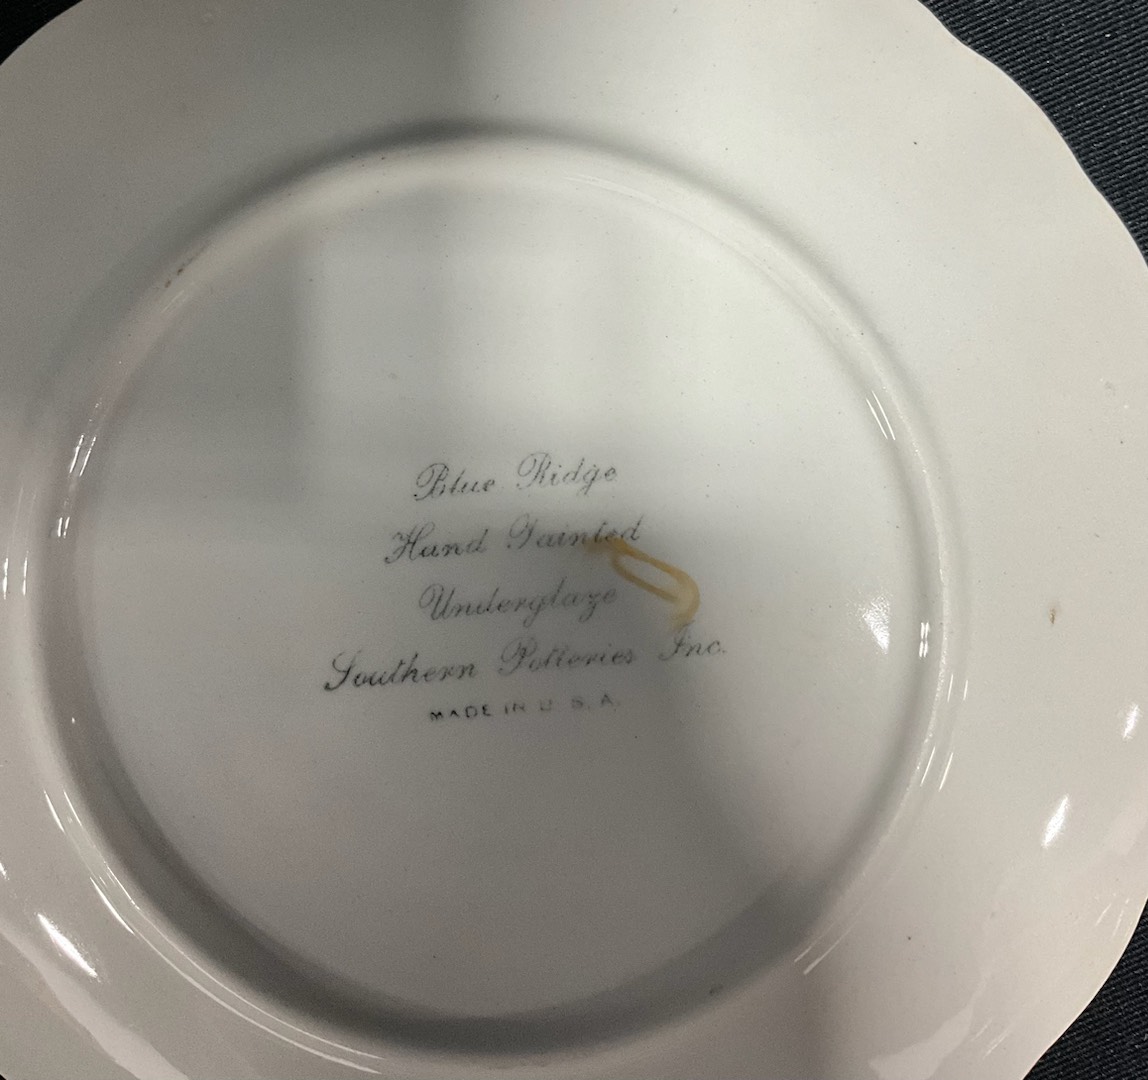 Blue Ridge
Hand Painted
Underglaze
Southern Potteries Inc.
MADE IN U. S. A.